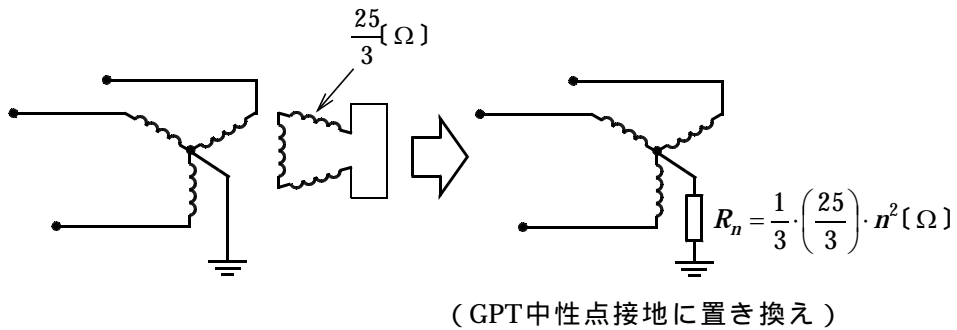 25/3〔Ω〕
R_n = 1/3・(25/3)・n²〔Ω〕
(GPT中性点接地に置き換え)